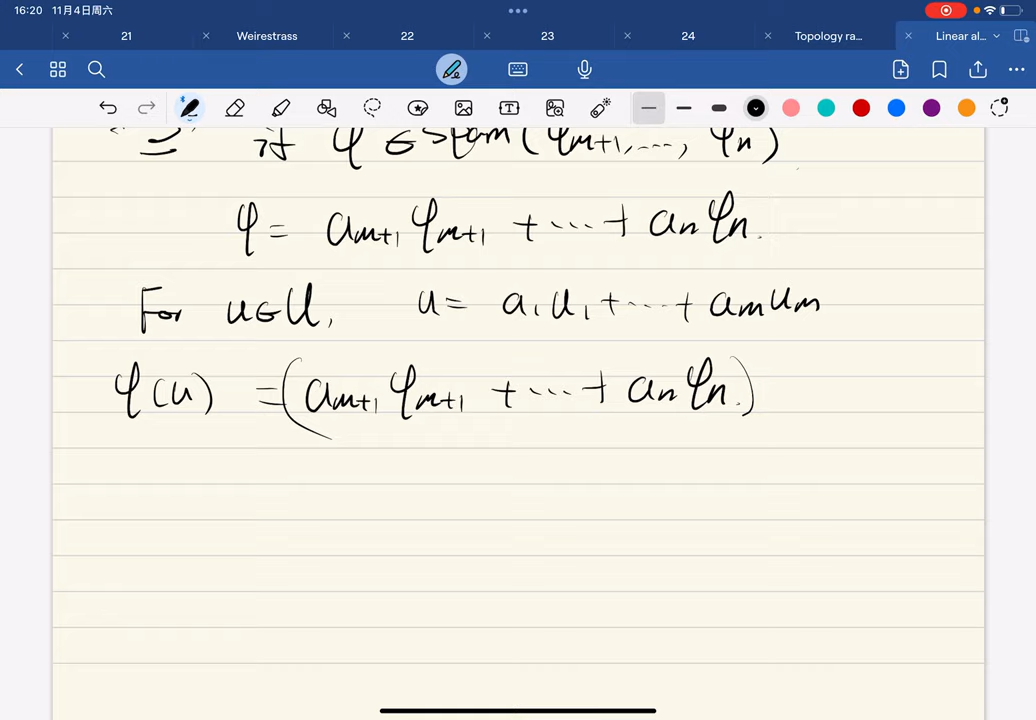 16:20 11月4日周六
21 Weirestrass 22 23 24 Topology ra... Linear al...
"⊇" 对 φ∈span(φm+1,...,φn)
φ= am+1 φm+1 +...+ an φn.
For u∈U, u= a1u1+...+amum
φ(u) =(am+1 φm+1 +...+ an φn.)